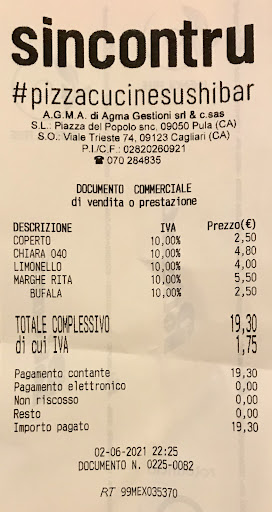 sincontru
#pizzacucinesushibar
A.G.M.A. di Agma Gestioni srl & c.sas
S.L.: Piazza del Popolo snc, 09050 Pula (CA)
S.O.: Viale Trieste 74, 09123 Cagliari (CA)
P.I./C.F.: 02820260921
☎ 070 284835
DOCUMENTO COMMERCIALE
di vendita o prestazione
DESCRIZIONE IVA Prezzo(€)
COPERTO 10,00% 2,50
CHIARA 040 10,00% 4,80
LIMONELLO 10,00% 4,00
MARGHE RITA 10,00% 5,50
BUFALA 10,00% 2,50
TOTALE COMPLESSIVO 19,30
di cui IVA 1,75
Pagamento contante 19,30
Pagamento elettronico 0,00
Non riscosso 0,00
Resto 0,00
Importo pagato 19,30
02-06-2021 22:25
DOCUMENTO N. 0225-0082
RT 99MEX035370